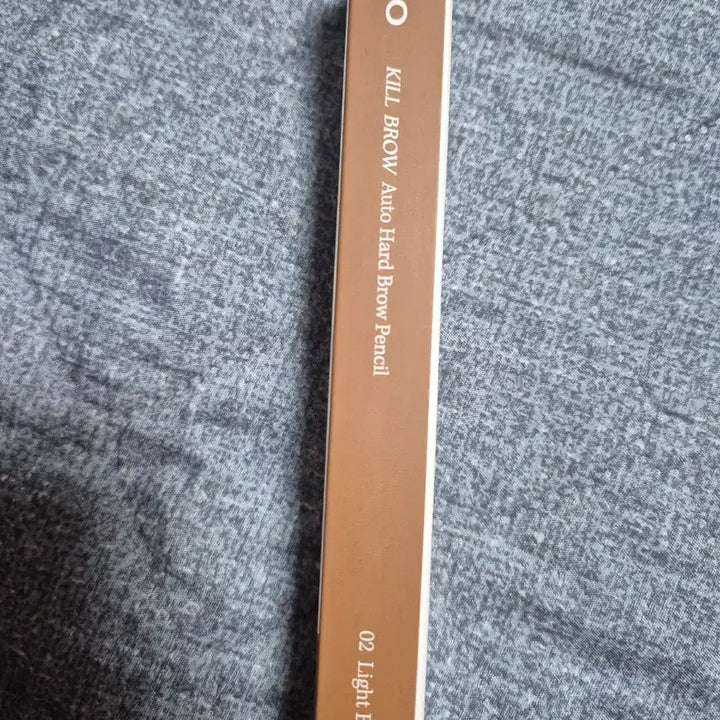 O
KILL BROW Auto Hard Brow Pencil
02 Light